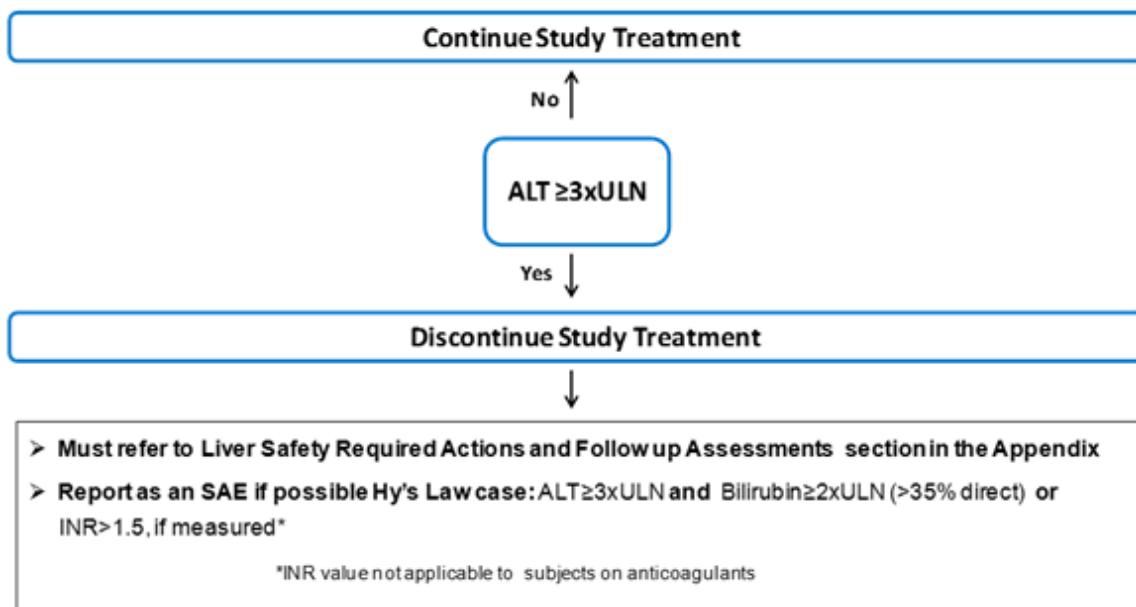 Continue Study Treatment
No
ALT ≥3xULN
Yes
Discontinue Study Treatment
➢ Must refer to Liver Safety Required Actions and Follow up Assessments section in the Appendix
➢ Report as an SAE if possible Hy's Law case: ALT≥3xULN and Bilirubin≥2xULN (>35% direct) or
INR>1.5, if measured*
*INR value not applicable to subjects on anticoagulants